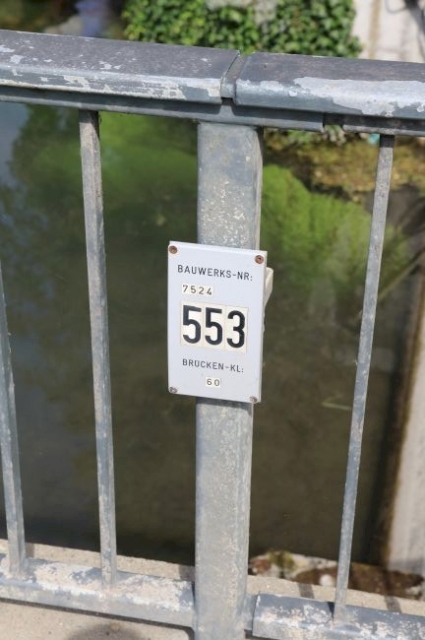 BAUWERKS-NR:
7524
553
BRÜCKEN-KL:
60